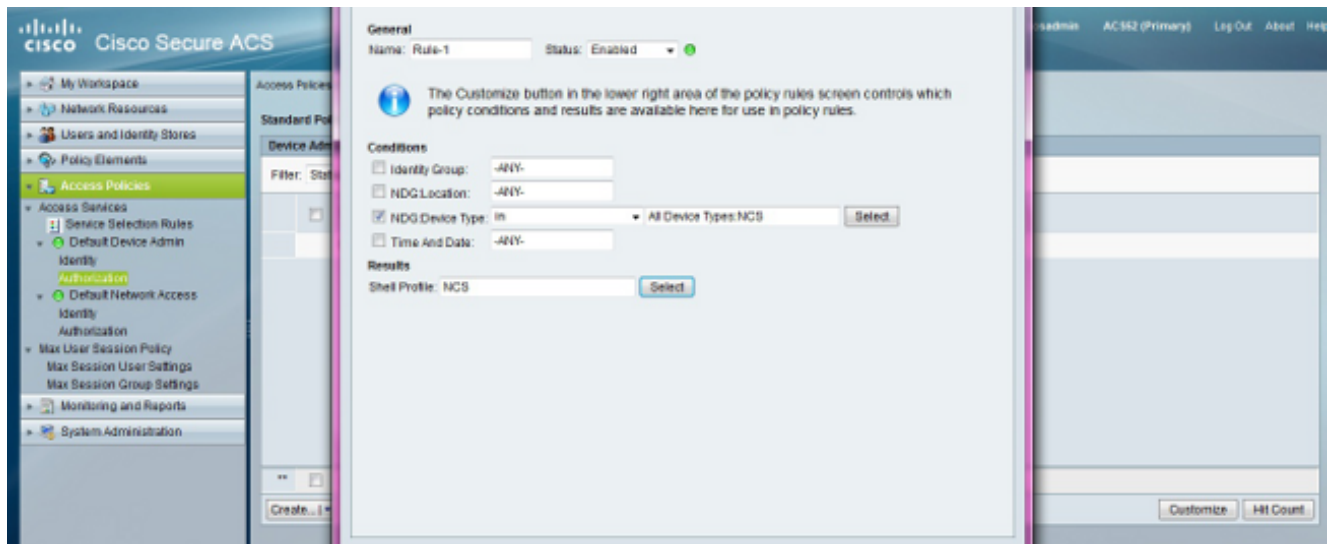 CISCO Cisco Secure ACS
AC552 (Primary) Log Out About
My Workspace
Network Resources
Users and Identity Stores
Policy Elements
Access Policies
Access Services
Service Selection Rules
Default Device Admin
Identity
Authorization
Default Network Access
Identity
Authorization
Max User Session Policy
Max Session User Settings
Max Session Group Settings
Monitoring and Reports
System Administration
Access Policies
Standard
Device
Filter:
Create...
General
Name: Rule-1 Status: Enabled
The Customize button in the lower right area of the policy rules screen controls which
policy conditions and results are available here for use in policy rules.
Conditions
Identity Group: -ANY-
NDG:Location: -ANY-
NDG:Device Type: in All Device Types:NCS Select
Time And Date: -ANY-
Results
Shell Profile: NCS Select
Customize Hit Count